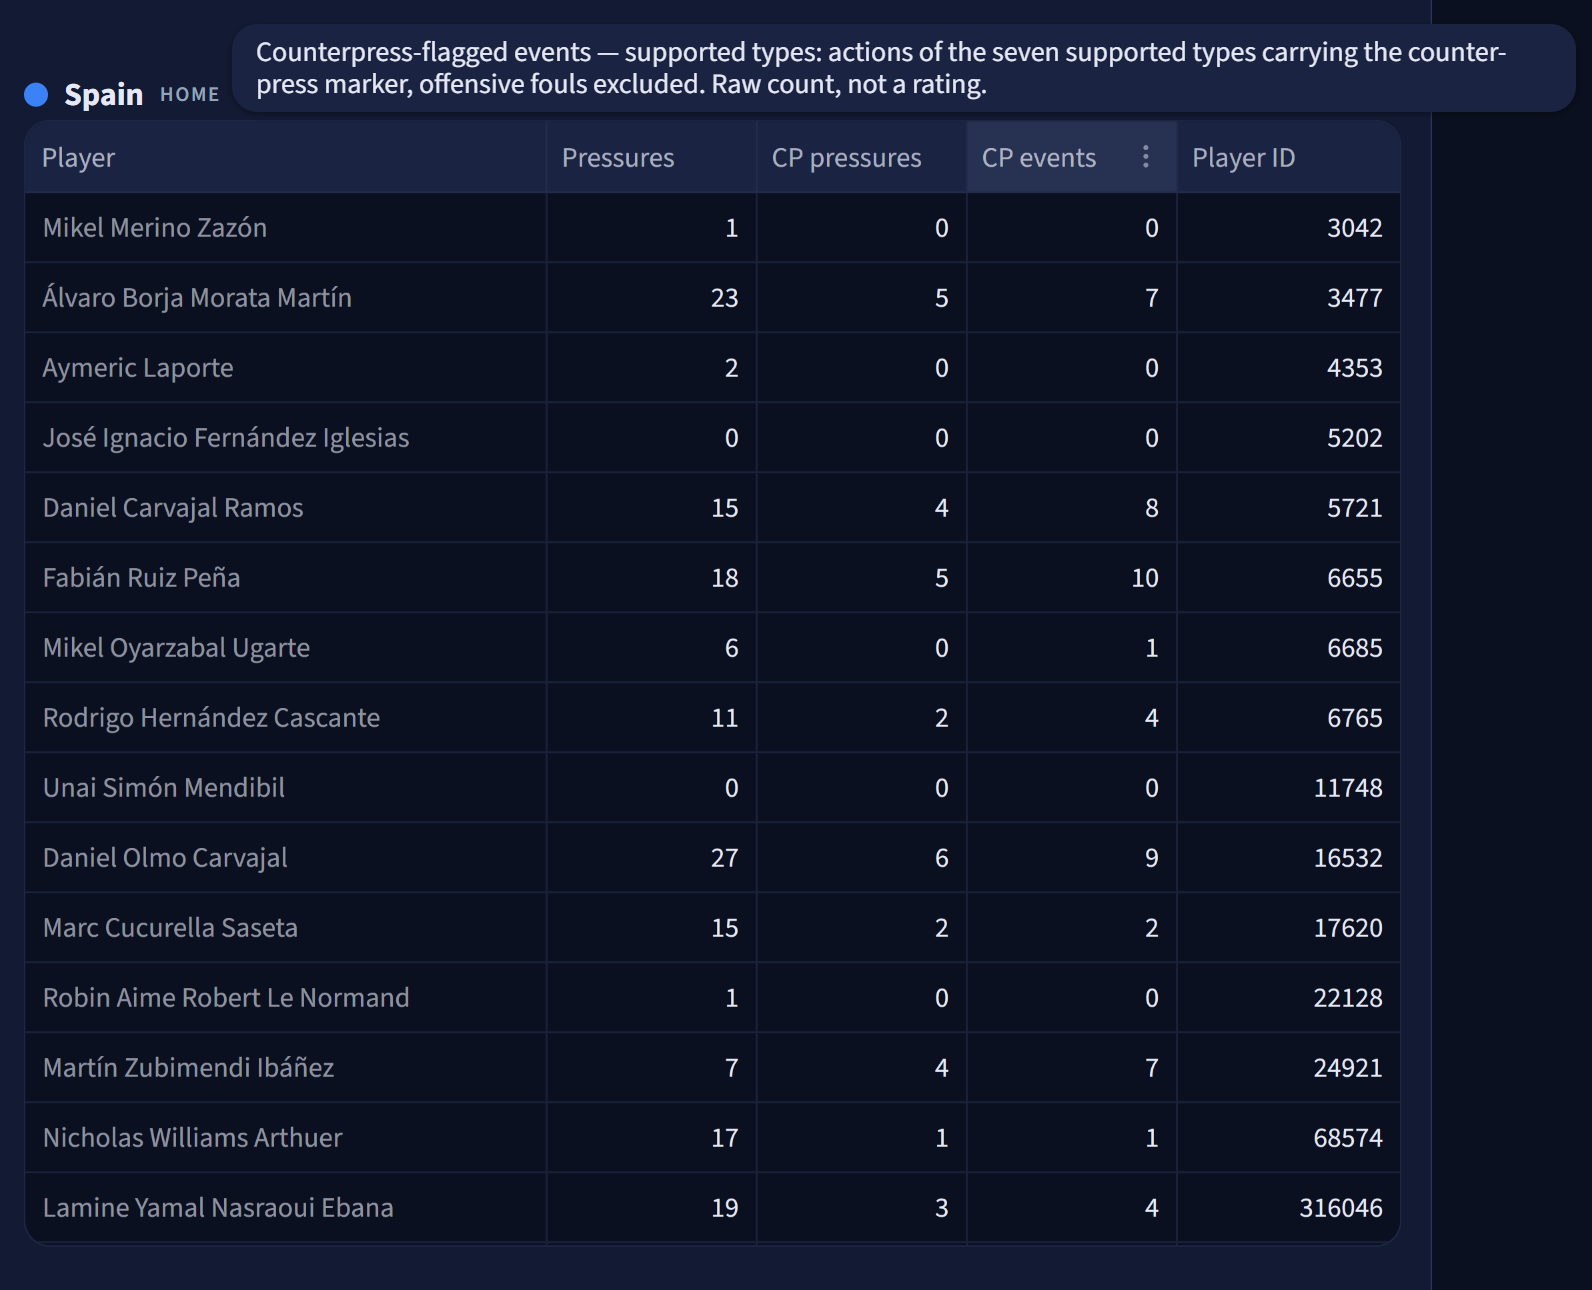 Counterpress-flagged events — supported types: actions of the seven supported types carrying the counter-
press marker, offensive fouls excluded. Raw count, not a rating.
Spain HOME
Player Pressures CP pressures CP events Player ID
Mikel Merino Zazón 1 0 0 3042
Álvaro Borja Morata Martín 23 5 7 3477
Aymeric Laporte 2 0 0 4353
José Ignacio Fernández Iglesias 0 0 0 5202
Daniel Carvajal Ramos 15 4 8 5721
Fabián Ruiz Peña 18 5 10 6655
Mikel Oyarzabal Ugarte 6 0 1 6685
Rodrigo Hernández Cascante 11 2 4 6765
Unai Simón Mendibil 0 0 0 11748
Daniel Olmo Carvajal 27 6 9 16532
Marc Cucurella Saseta 15 2 2 17620
Robin Aime Robert Le Normand 1 0 0 22128
Martín Zubimendi Ibáñez 7 4 7 24921
Nicholas Williams Arthuer 17 1 1 68574
Lamine Yamal Nasraoui Ebana 19 3 4 316046